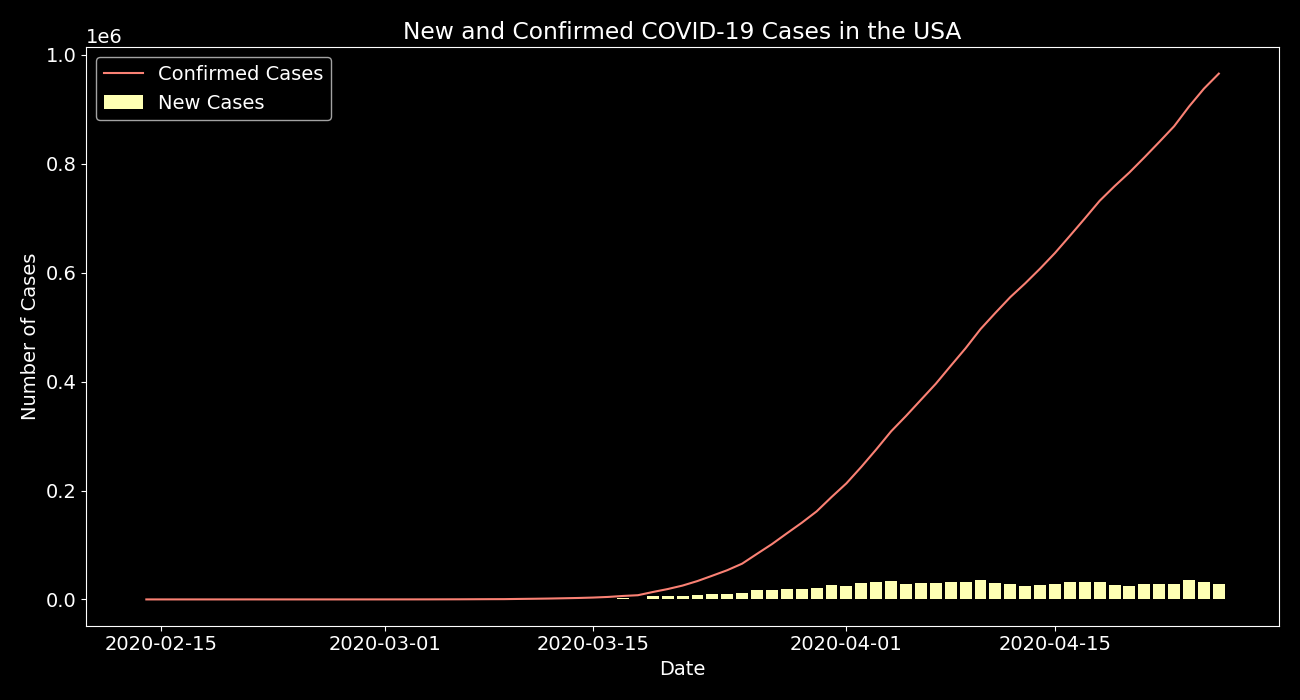 New and Confirmed COVID-19 Cases in the USA
1e6
Confirmed Cases
New Cases
1.0
0.8
0.6
0.4
0.2
0.0
Number of Cases
2020-02-15 2020-03-01 2020-03-15 2020-04-01 2020-04-15
Date